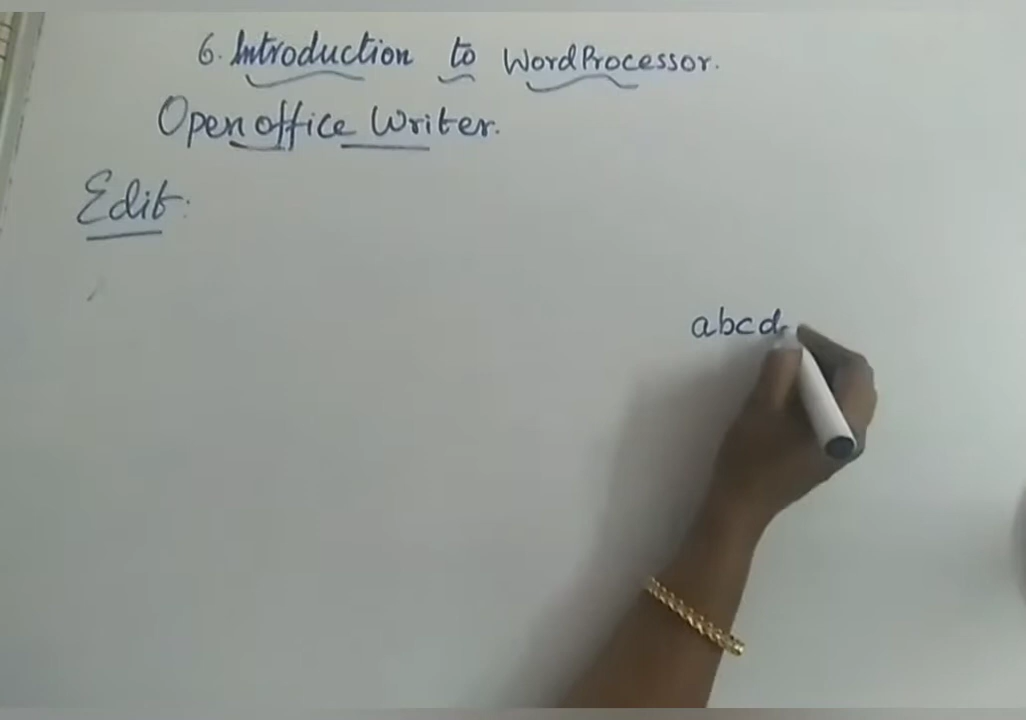 6. Introduction to WordProcessor.
Openoffice Writer.
Edit:
abcd